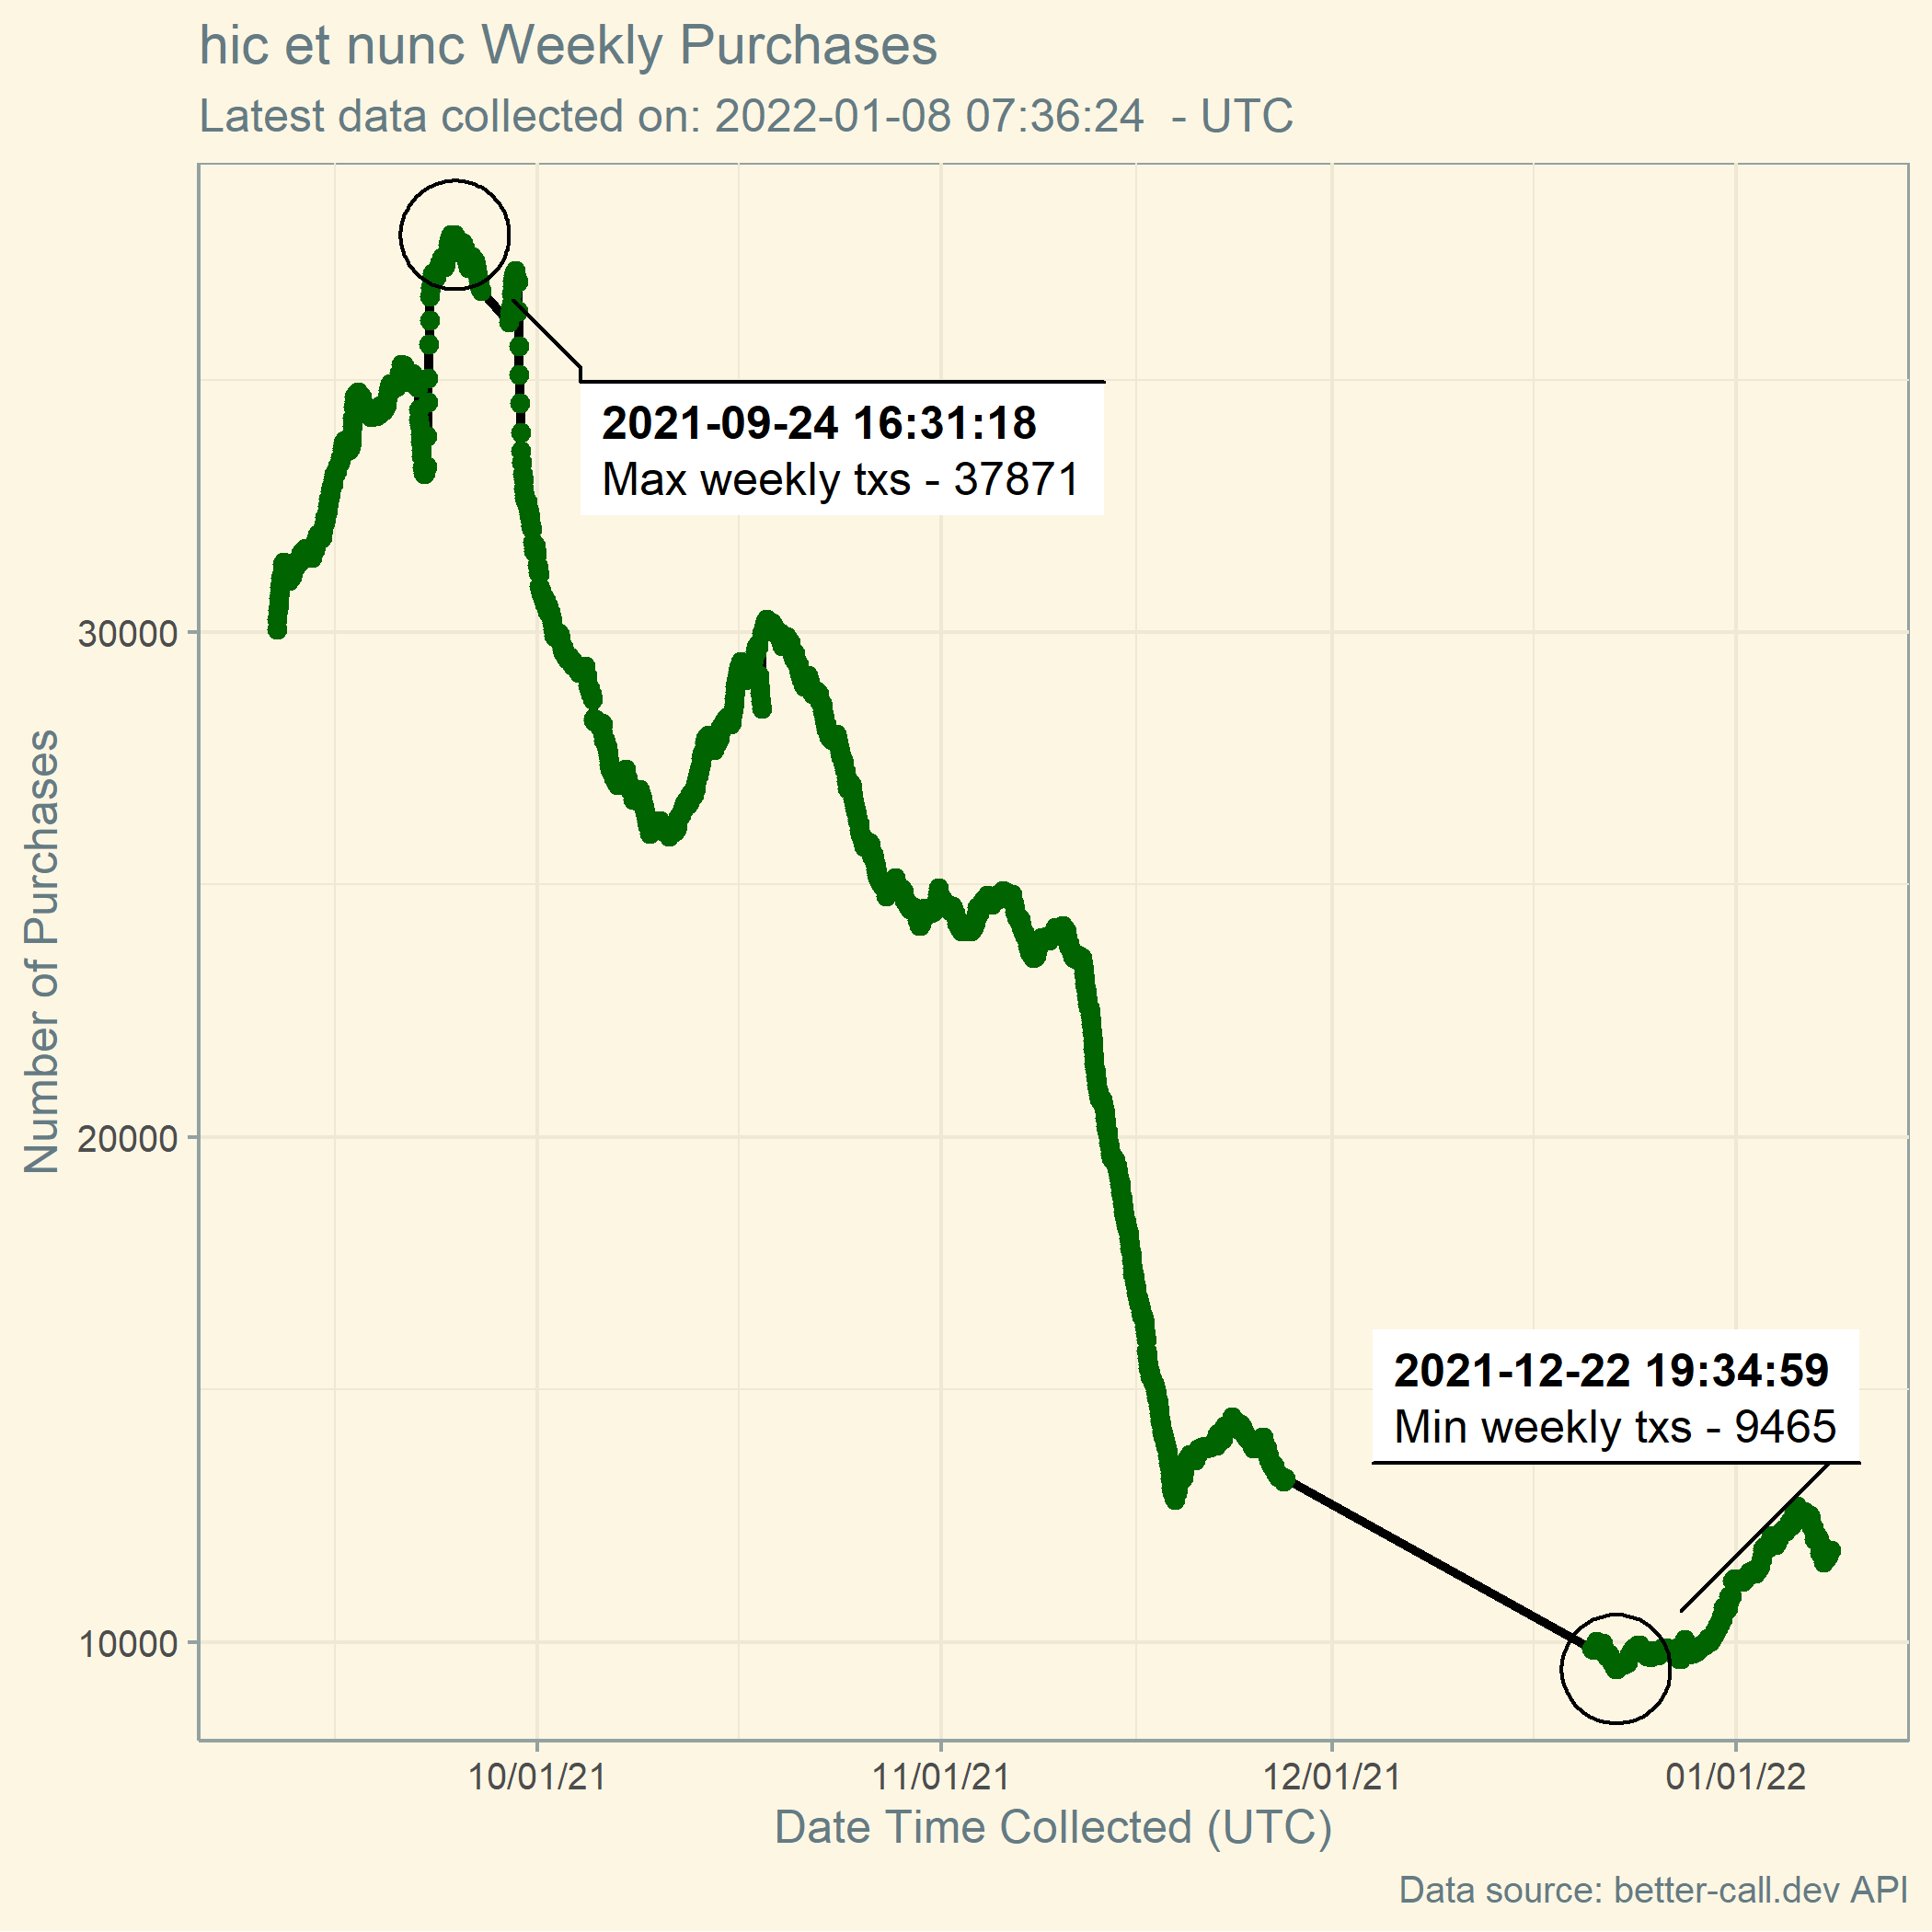 hic et nunc Weekly Purchases
Latest data collected on: 2022-01-08 07:36:24 - UTC
2021-09-24 16:31:18
Max weekly txs - 37871
30000
20000
10000
Number of Purchases
2021-12-22 19:34:59
Min weekly txs - 9465
10/01/21
11/01/21
12/01/21
01/01/22
Date Time Collected (UTC)
Data source: better-call.dev API